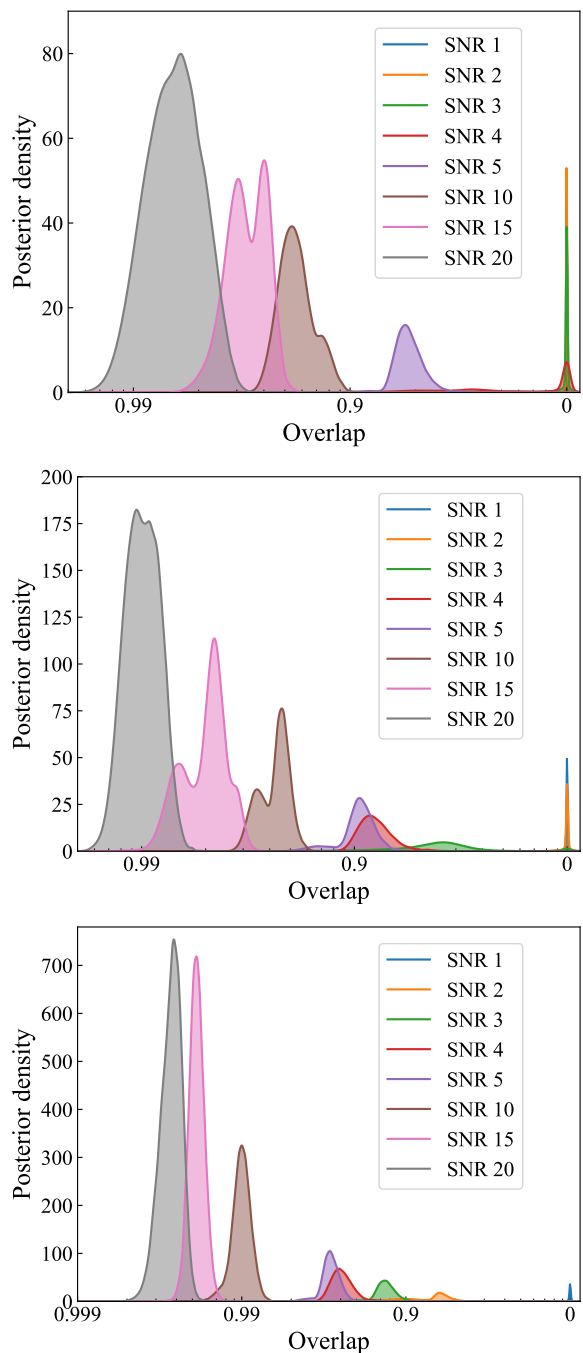 80
60
40
20
0
Posterior density
SNR 1
SNR 2
SNR 3
SNR 4
SNR 5
SNR 10
SNR 15
SNR 20
0.99
0.9
0
Overlap
200
175
150
125
100
75
50
25
0
Posterior density
SNR 1
SNR 2
SNR 3
SNR 4
SNR 5
SNR 10
SNR 15
SNR 20
0.99
0.9
0
Overlap
700
600
500
400
300
200
100
0
Posterior density
SNR 1
SNR 2
SNR 3
SNR 4
SNR 5
SNR 10
SNR 15
SNR 20
0.999
0.99
0.9
0
Overlap